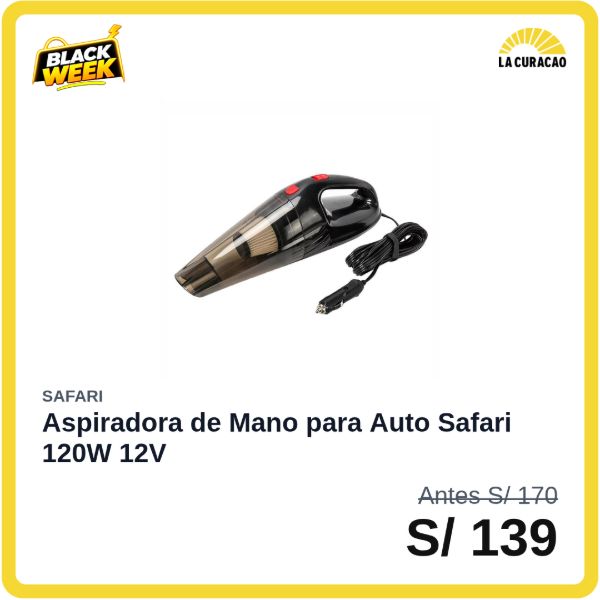 BLACK
WEEK
LA CURACAO
SAFARI
Aspiradora de Mano para Auto Safari
120W 12V
Antes S/ 170
S/ 139